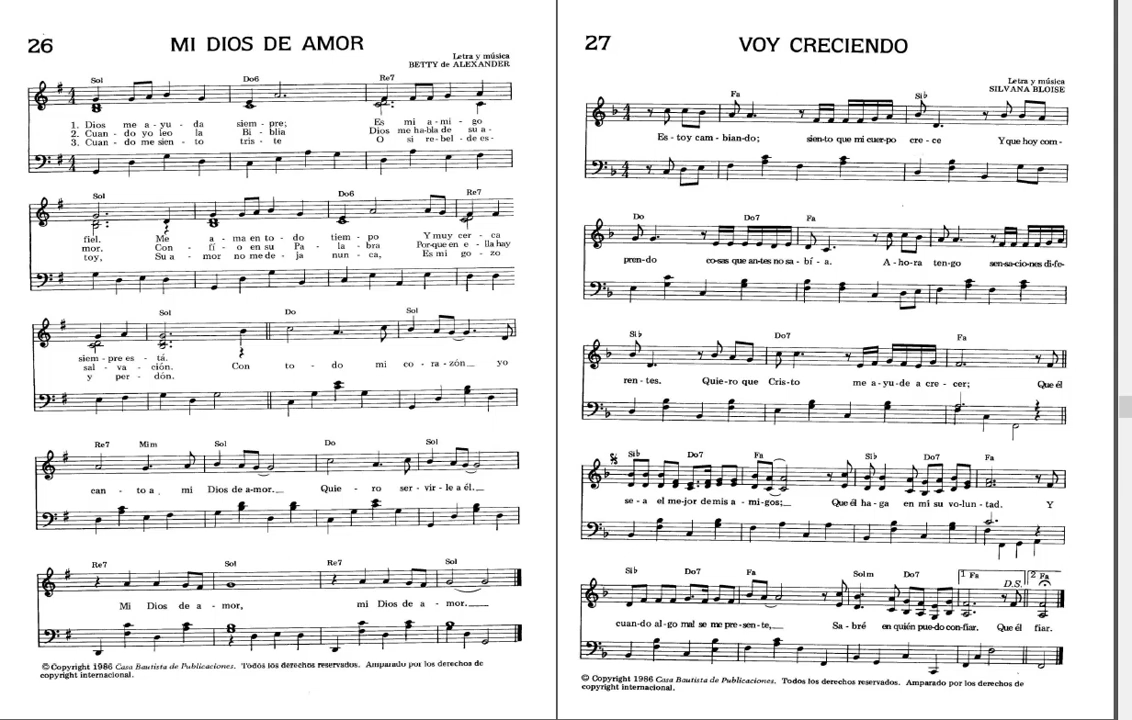 26
MI DIOS DE AMOR
Letra y música
BETTY de ALEXANDER
Sol Do6 Re7
1. Dios me a - yu - da siem - pre; Es mi a - mi - go
2. Cuan - do yo leo la Bi - blia Dios me ha - bla de su a -
3. Cuan - do me sien - to tris - te O si re - bel - de es -
Sol Do6 Re7
fiel. Me a - ma en to - do tiem - po Y muy cer - ca
mor. Con - fí - o en su Pa - la - bra Por - que en e - lla hay
toy, Su a - mor no me de - ja nun - ca, Es mi go - zo
Sol Do Sol
siem - pre es - tá.
sal - va - ción. Con to - do mi co - ra - zón yo
y per - dón.
Re7 Mim Sol Do Sol
can - to a mi Dios de a - mor. Quie - ro ser - vir - le a él.
Re7 Sol Re7 Sol
Mi Dios de a - mor, mi Dios de a - mor.
© Copyright 1986 Casa Bautista de Publicaciones. Todos los derechos reservados. Amparado por los derechos de
copyright internacional.
27
VOY CRECIENDO
Letra y música
SILVANA BLOISE
Fa Si♭
Es - toy cam - bian - do; sien - to que mi cuer - po cre - ce Y que hoy com -
Do Do7 Fa
pren - do co - sas que an - tes no sa - bí - a. A - ho - ra ten - go sen - sa - cio - nes di - fe -
Si♭ Do7 Fa
ren - tes. Quie - ro que Cris - to me a - yu - de a cre - cer; Que él
Si♭ Do7 Fa Si♭ Do7 Fa
se - a el me - jor de mis a - mi - gos; Que él ha - ga en mí su vo - lun - tad. Y
Si♭ Do7 Fa Solm Do7 1 Fa D.S. 2 Fa
cuan - do al - go mal se me pre - sen - te, Sa - bré en quién pue - do con - fiar. Que él fiar.
© Copyright 1986 Casa Bautista de Publicaciones. Todos los derechos reservados. Amparado por los derechos de
copyright internacional.